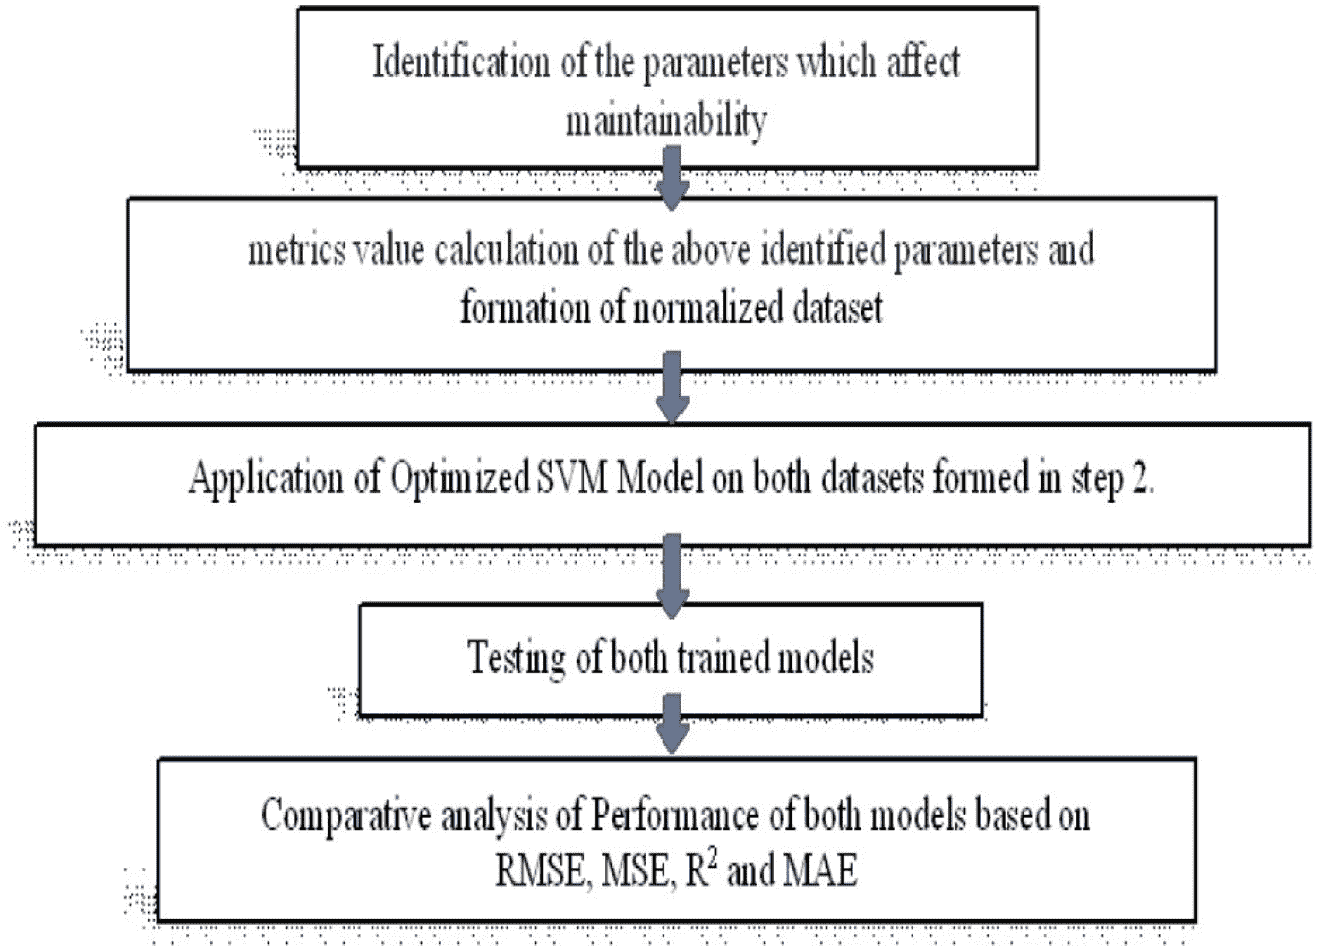 Identification of the parameters which affect
maintainability
metrics value calculation of the above identified parameters and
formation of normalized dataset
Application of Optimized SVM Model on both datasets formed in step 2.
Testing of both trained models
Comparative analysis of Performance of both models based on
RMSE, MSE, R² and MAE